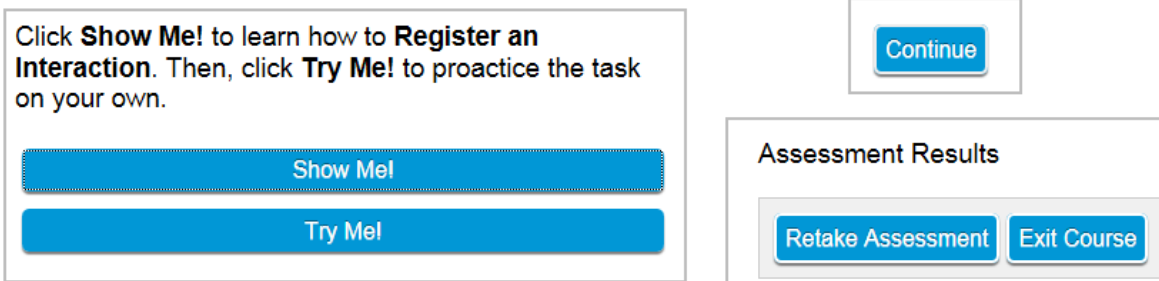 Click Show Me! to learn how to Register an
Interaction. Then, click Try Me! to proactice the task
on your own.
Show Me!
Try Me!
Continue
Assessment Results
Retake Assessment
Exit Course